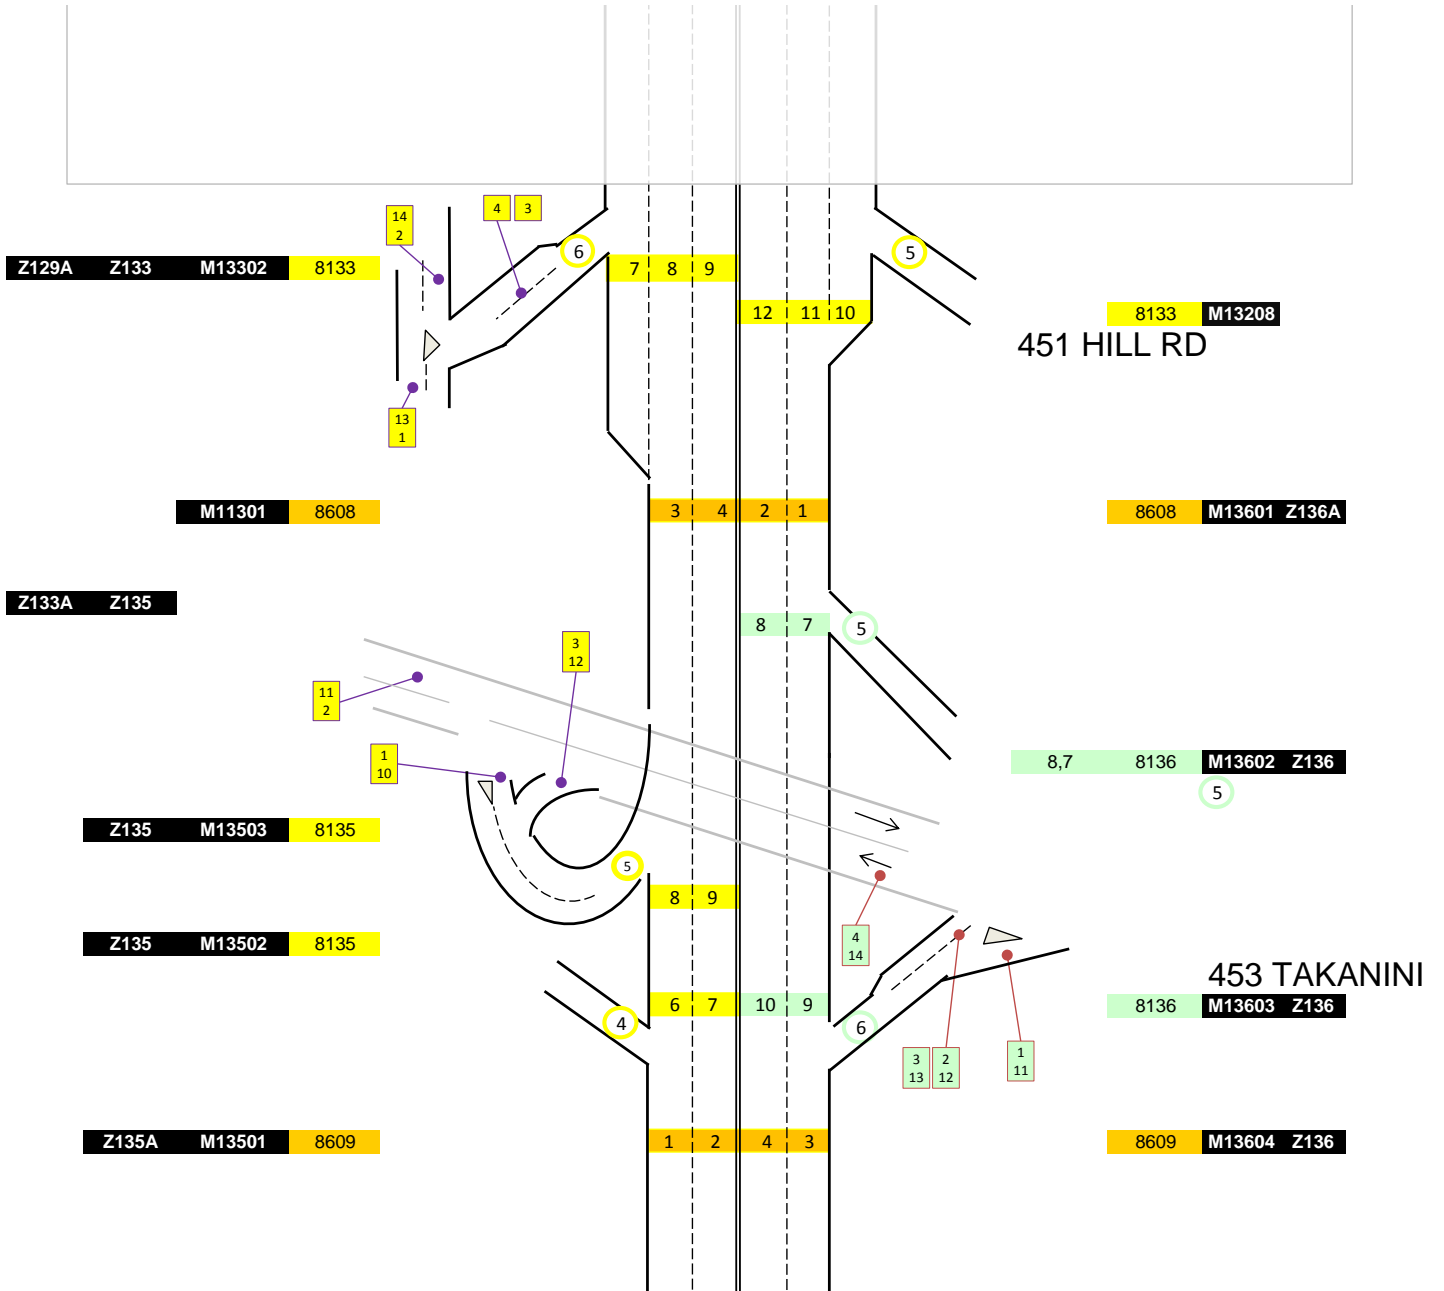 14
2
4 3
6
5
Z129A Z133 M13302 8133
7 8 9
12 11 10
8133 M13208
451 HILL RD
13
1
M11301 8608
3 4 2 1
8608 M13601 Z136A
Z133A Z135
8 7
5
3
12
11
2
1
10
8,7 8136 M13602 Z136
5
Z135 M13503 8135
5
8 9
Z135 M13502 8135
4
14
453 TAKANINI
6 7 10 9
8136 M13603 Z136
4
6
3
13
2
12
1
11
Z135A M13501 8609
1 2 4 3
8609 M13604 Z136